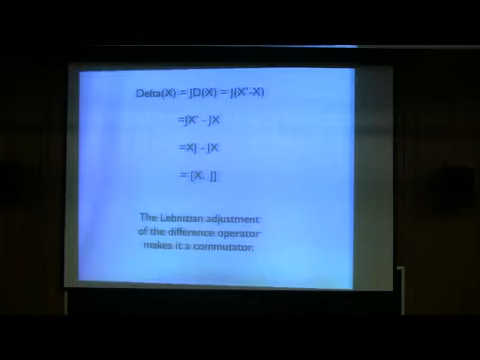 Delta(X) = JD(X) = J(X'-X)
=JX' - JX
=XJ - JX
= [X, J]
The Lebnizian adjustment
of the difference operator
makes it a commutator.